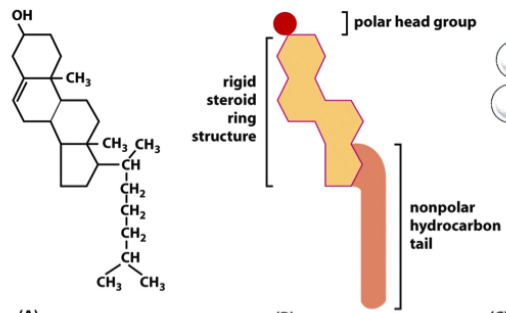 OH
CH3
CH3
CH3
CH
CH2
CH2
CH2
CH
CH3 CH3
polar head group
rigid
steroid
ring
structure
nonpolar
hydrocarbon
tail